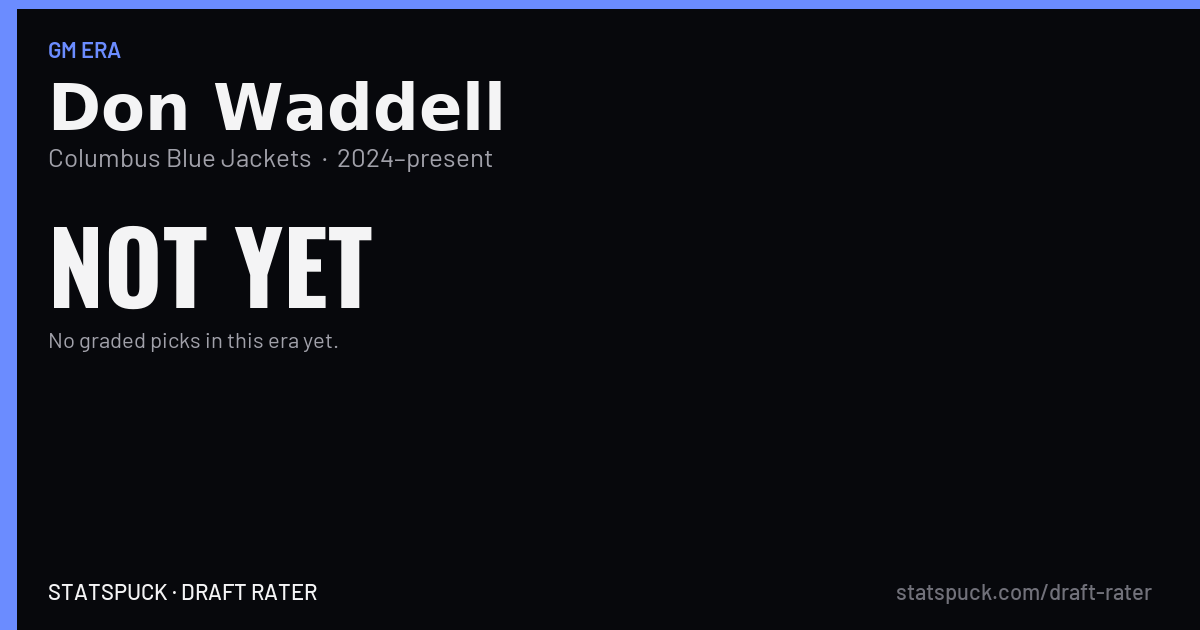 GM ERA
Don Waddell
Columbus Blue Jackets · 2024–present
NOT YET
No graded picks in this era yet.
STATSPUCK · DRAFT RATER
statspuck.com/draft-rater